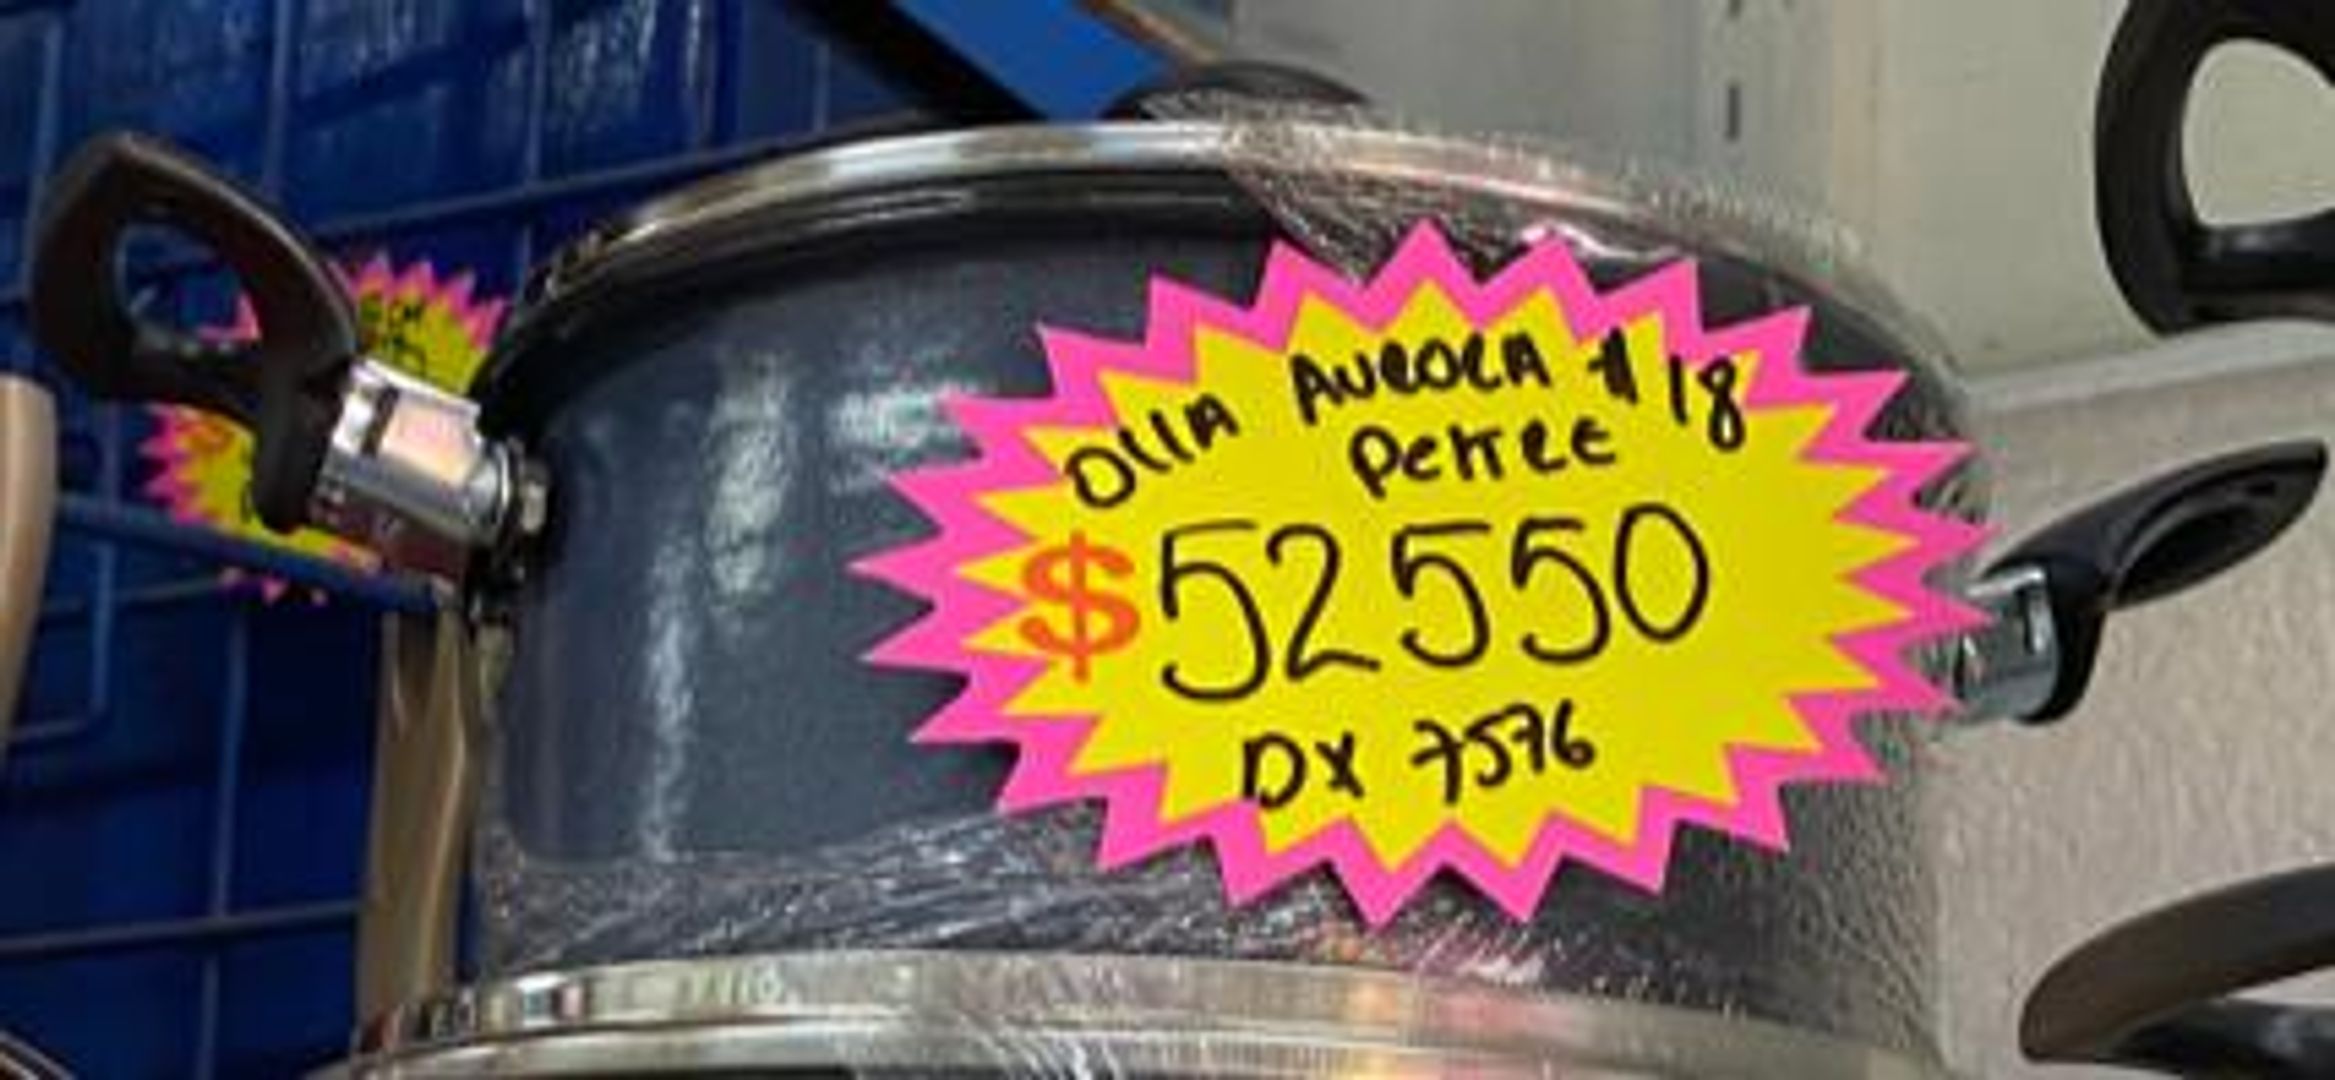 OllA AURORA # 18
Peltre
$52550
DX 7576